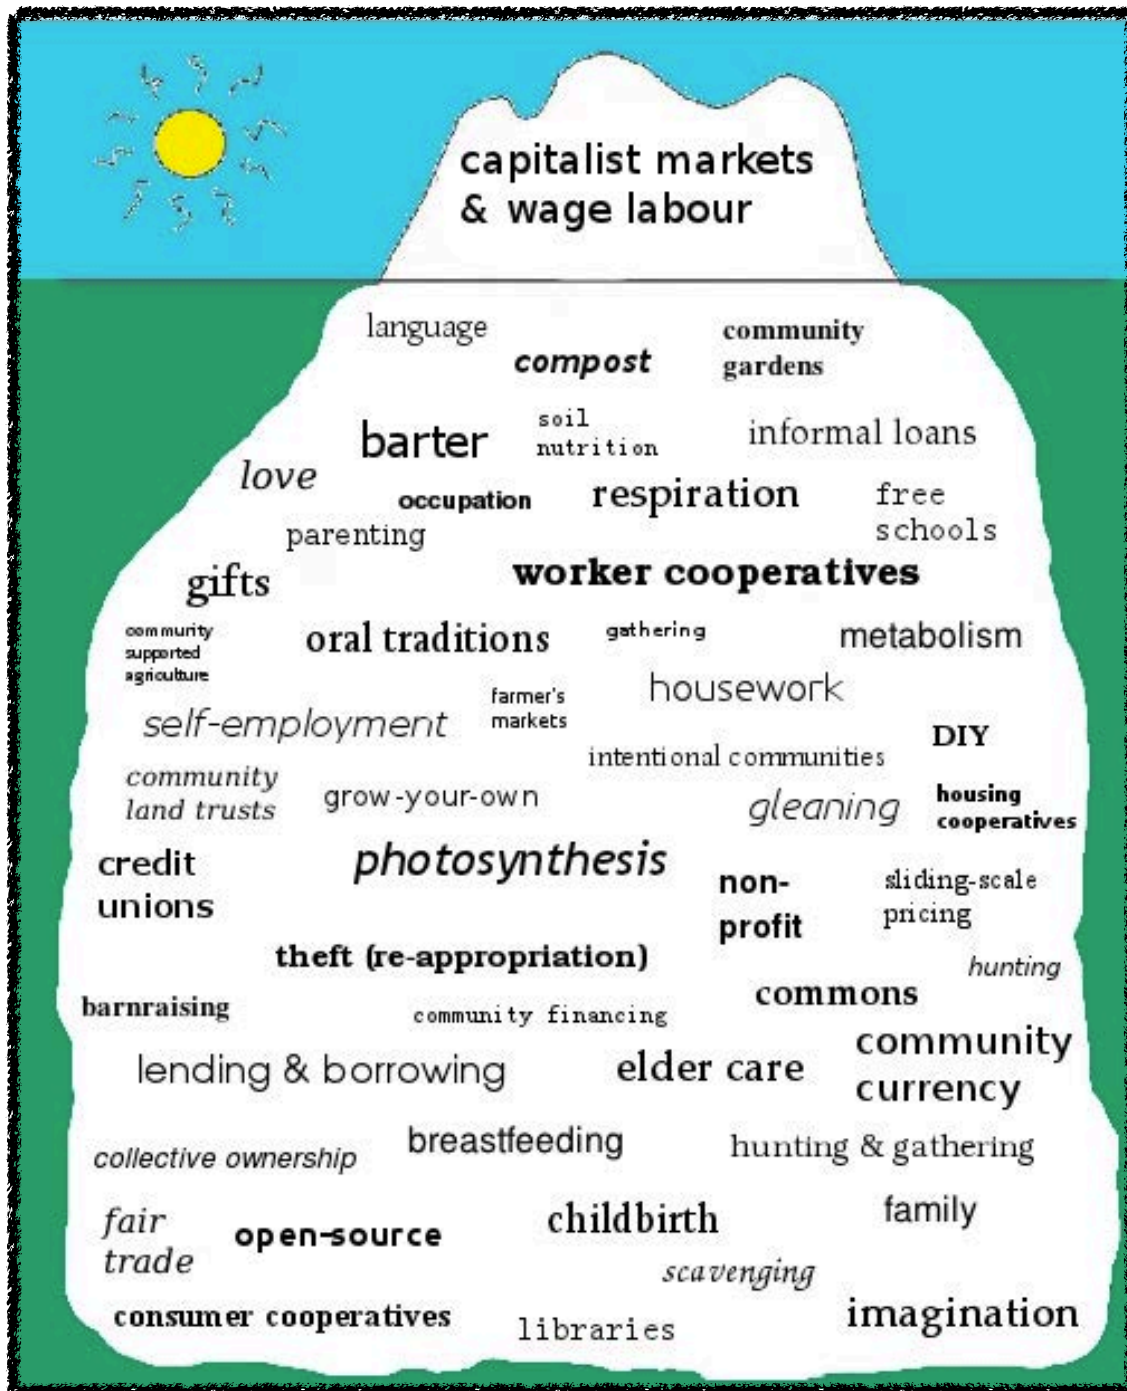 capitalist markets
& wage labour
language
compost
community
gardens
barter
soil
nutrition
informal loans
love
occupation
respiration
free
schools
parenting
gifts
worker cooperatives
community
supported
agriculture
oral traditions
gathering
metabolism
self-employment
farmer's
markets
housework
DIY
intentional communities
community
land trusts
grow-your-own
gleaning
housing
cooperatives
credit
unions
photosynthesis
non-
profit
sliding-scale
pricing
theft (re-appropriation)
hunting
barnraising
community financing
commons
lending & borrowing
elder care
community
currency
collective ownership
breastfeeding
hunting & gathering
fair
trade
open-source
childbirth
family
scavenging
consumer cooperatives
libraries
imagination